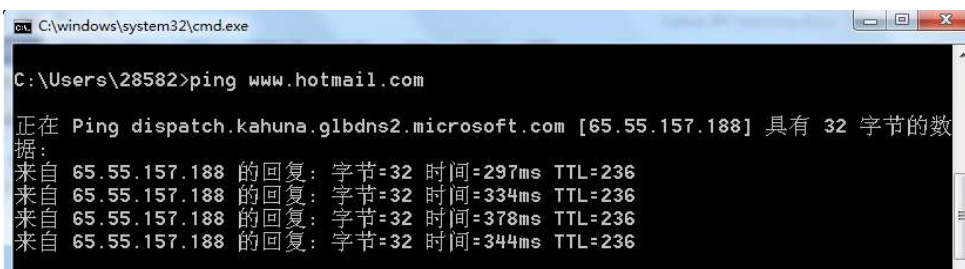 C:\windows\system32\cmd.exe
C:\Users\28582>ping www.hotmail.com
正在 Ping dispatch.kahuna.glbdns2.microsoft.com [65.55.157.188] 具有 32 字节的数
据:
来自 65.55.157.188 的回复: 字节=32 时间=297ms TTL=236
来自 65.55.157.188 的回复: 字节=32 时间=334ms TTL=236
来自 65.55.157.188 的回复: 字节=32 时间=378ms TTL=236
来自 65.55.157.188 的回复: 字节=32 时间=344ms TTL=236